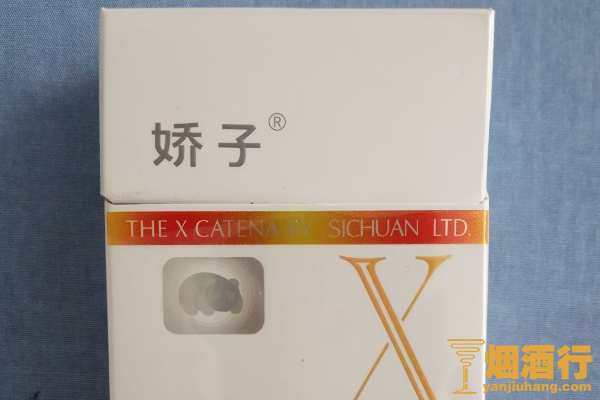 娇子®
THE X CATENA BY SICHUAN LTD.
X
烟酒行
yanjiuhang.com